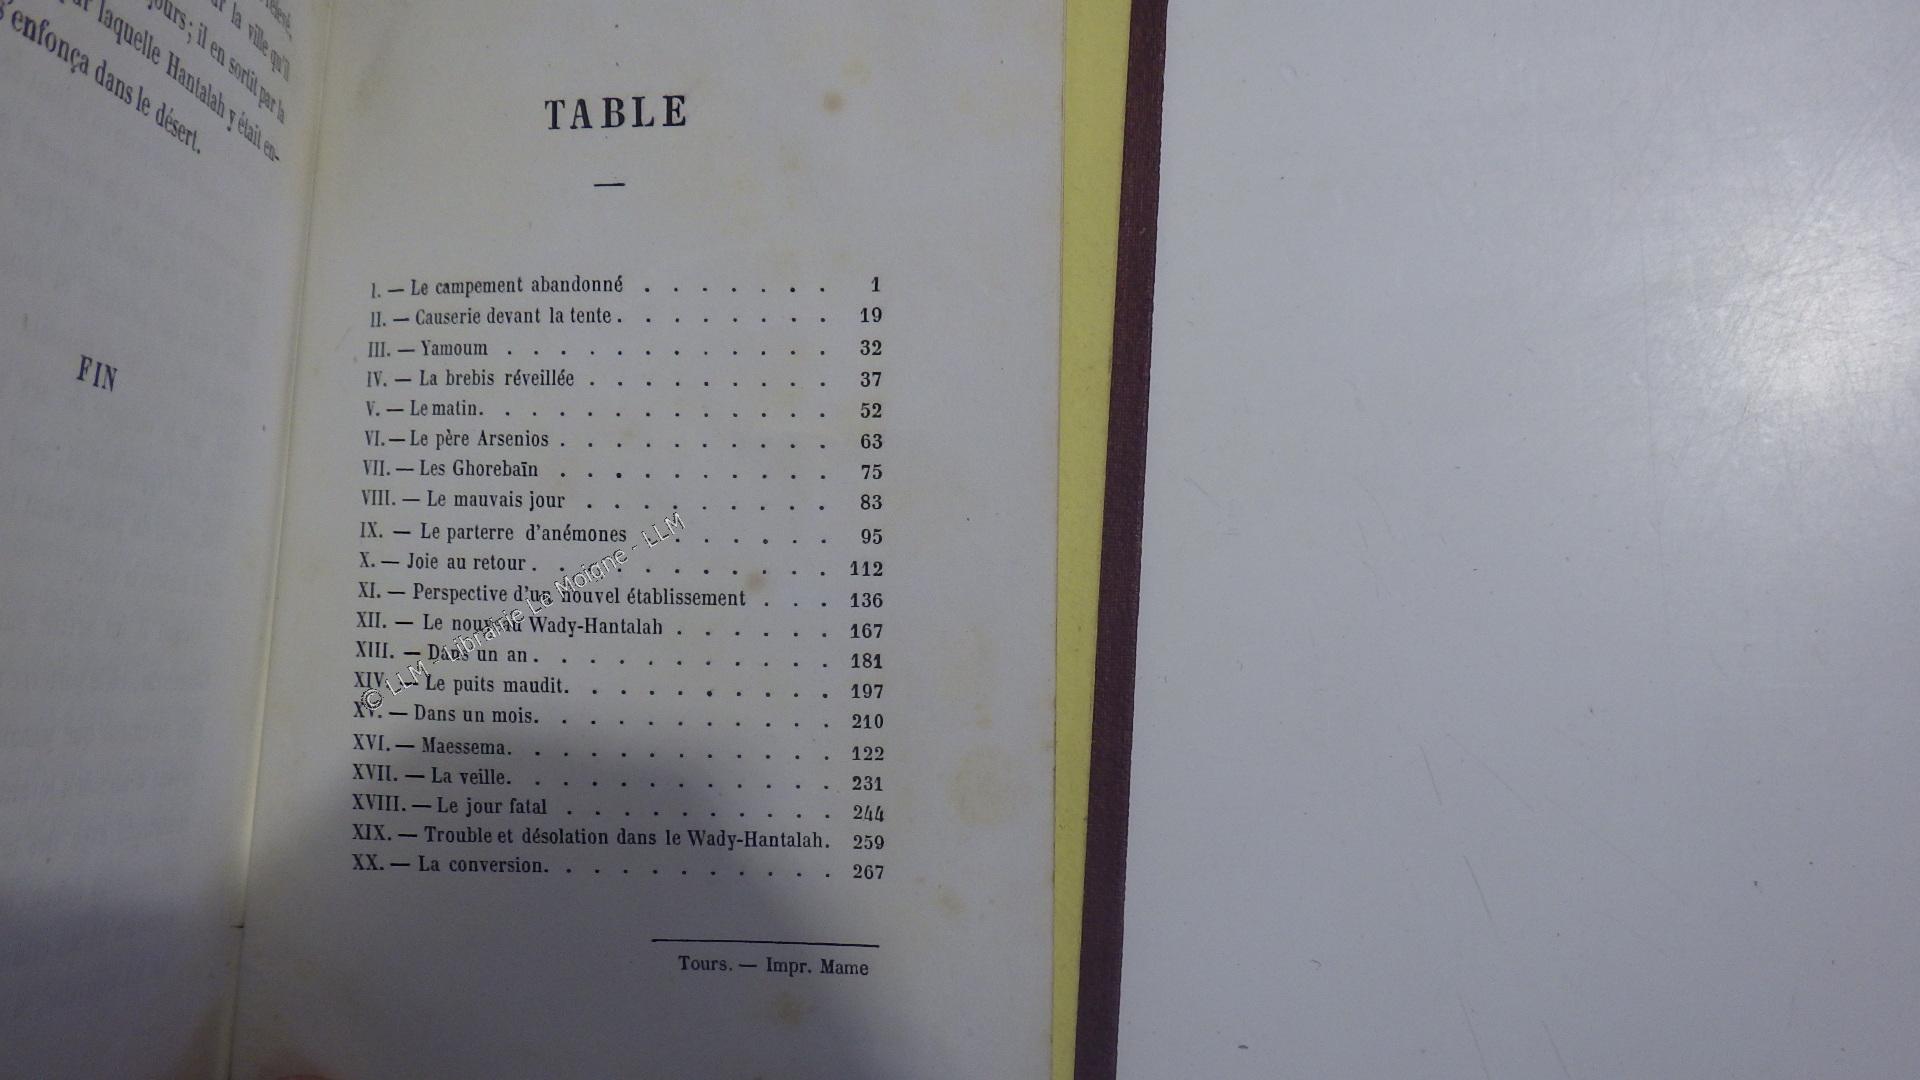 la ville qu'il
jours ; il en sortit par la
laquelle Hantalah y était en-
s'enfonça dans le désert.
FIN
TABLE
I. — Le campement abandonné . . . . . . . 1
II. — Causerie devant la tente . . . . . . . . 19
III. — Yamoum . . . . . . . . . . . . 32
IV. — La brebis réveillée . . . . . . . . . 37
V. — Le matin. . . . . . . . . . . . . 52
VI. — Le père Arsenios . . . . . . . . . . 63
VII. — Les Ghorebaïn . . . . . . . . . . 75
VIII. — Le mauvais jour . . . . . . . . . 83
IX. — Le parterre d'anémones . . . . . . . 95
X. — Joie au retour . . . . . . . . . . . 112
XI. — Perspective d'un nouvel établissement . . . 136
XII. — Le nouveau Wady-Hantalah . . . . . . 167
XIII. — Dans un an . . . . . . . . . . . 181
XIV. — Le puits maudit. . . . . . . . . . 197
XV. — Dans un mois. . . . . . . . . . . 210
XVI. — Maessema. . . . . . . . . . . . 122
XVII. — La veille. . . . . . . . . . . . 231
XVIII. — Le jour fatal . . . . . . . . . . 244
XIX. — Trouble et désolation dans le Wady-Hantalah. 259
XX. — La conversion. . . . . . . . . . . 267
Tours. — Impr. Mame
© LLM - Librairie Le Moigne - LLM